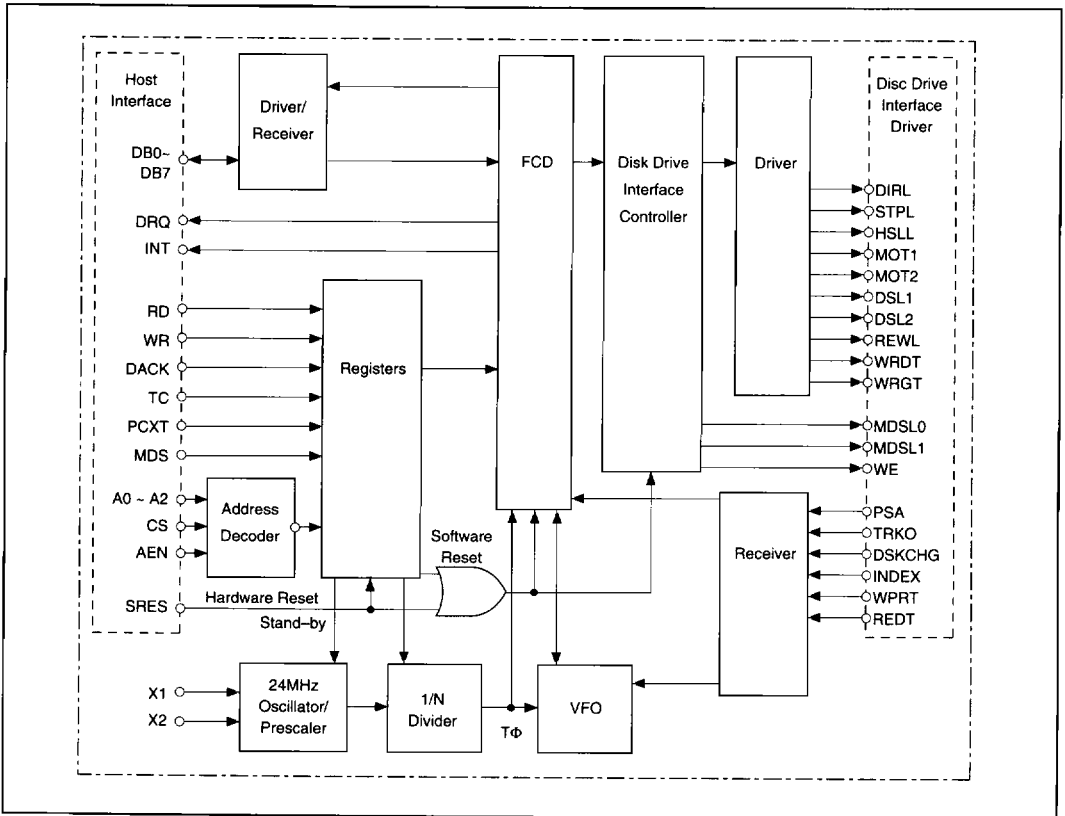 Host
Interface
DB0~
DB7
DRQ
INT
RD
WR
DACK
TC
PCXT
MDS
A0 ~ A2
CS
AEN
SRES
X1
X2
Driver/
Receiver
Registers
Address
Decoder
Hardware Reset
Stand–by
Software
Reset
24MHz
Oscillator/
Prescaler
1/N
Divider
TΦ
VFO
FCD
Disk Drive
Interface
Controller
Driver
Receiver
Disc Drive
Interface
Driver
DIRL
STPL
HSLL
MOT1
MOT2
DSL1
DSL2
REWL
WRDT
WRGT
MDSL0
MDSL1
WE
PSA
TRKO
DSKCHG
INDEX
WPRT
REDT